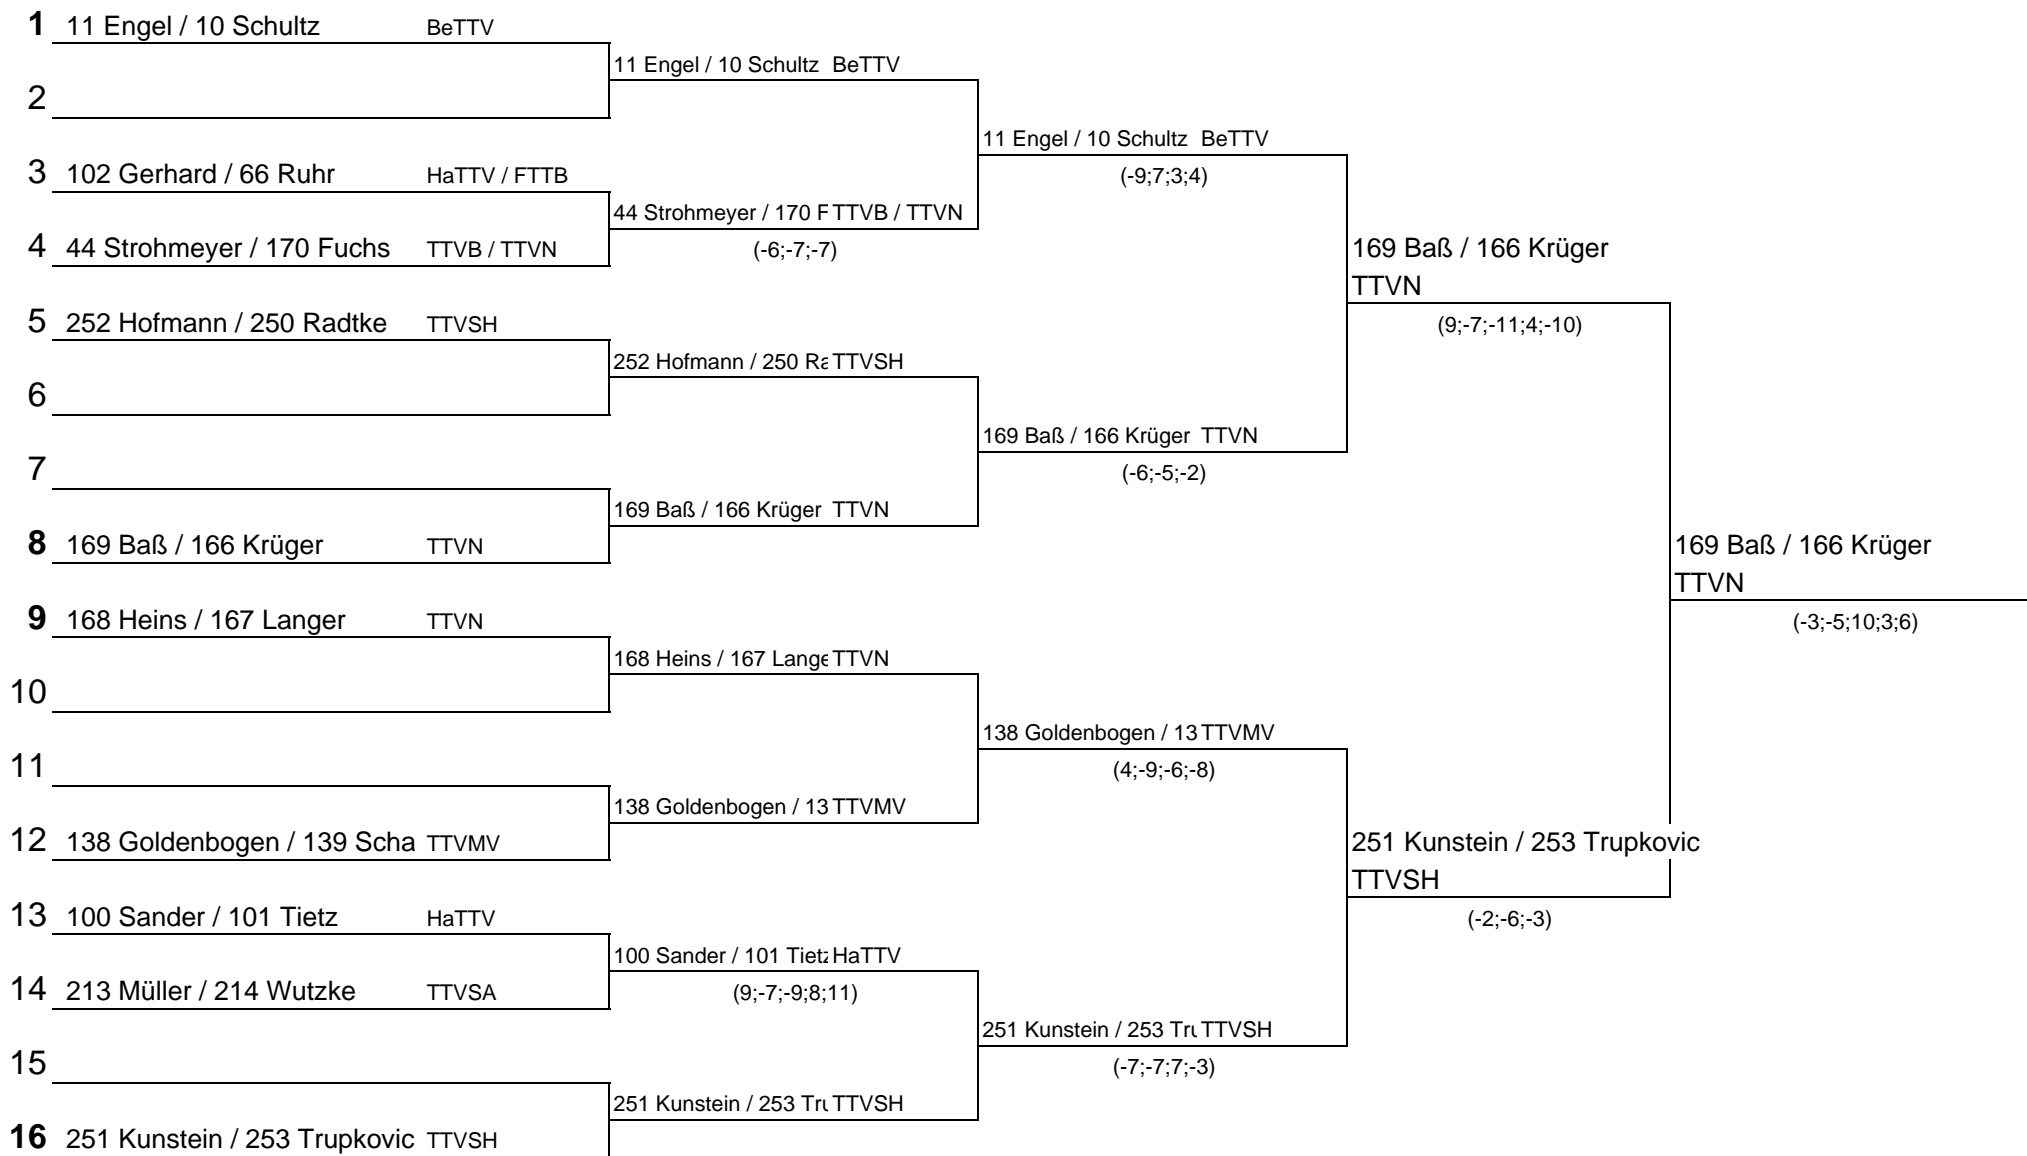 1 11 Engel / 10 Schultz BeTTV
11 Engel / 10 Schultz BeTTV
2
11 Engel / 10 Schultz BeTTV
3 102 Gerhard / 66 Ruhr HaTTV / FTTB
(-9;7;3;4)
44 Strohmeyer / 170 F TTVB / TTVN
4 44 Strohmeyer / 170 Fuchs TTVB / TTVN
(-6;-7;-7)
169 Baß / 166 Krüger
TTVN
5 252 Hofmann / 250 Radtke TTVSH
(9;-7;-11;4;-10)
252 Hofmann / 250 Ra TTVSH
6
169 Baß / 166 Krüger TTVN
7
(-6;-5;-2)
169 Baß / 166 Krüger TTVN
8 169 Baß / 166 Krüger TTVN
169 Baß / 166 Krüger
TTVN
9 168 Heins / 167 Langer TTVN
(-3;-5;10;3;6)
168 Heins / 167 Lange TTVN
10
138 Goldenbogen / 13 TTVMV
11
(4;-9;-6;-8)
138 Goldenbogen / 13 TTVMV
12 138 Goldenbogen / 139 Scha TTVMV
251 Kunstein / 253 Trupkovic
TTVSH
13 100 Sander / 101 Tietz HaTTV
(-2;-6;-3)
100 Sander / 101 Tietz HaTTV
14 213 Müller / 214 Wutzke TTVSA
(9;-7;-9;8;11)
251 Kunstein / 253 Tru TTVSH
15
(-7;-7;7;-3)
251 Kunstein / 253 Tru TTVSH
16 251 Kunstein / 253 Trupkovic TTVSH